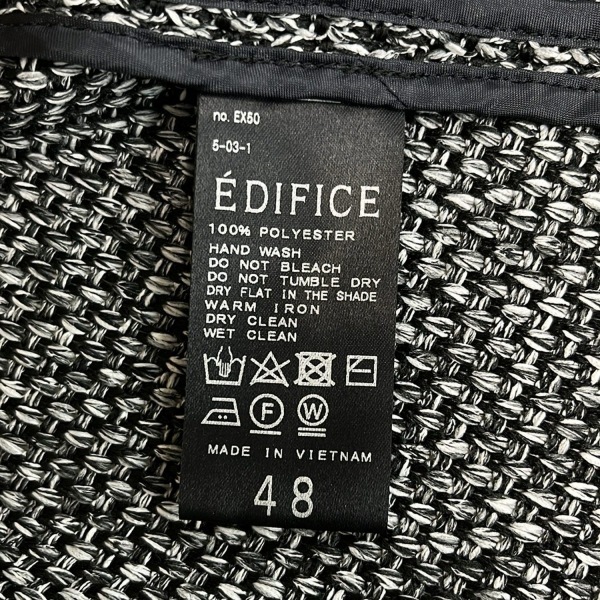 no. EX50
5-03-1
ÉDIFICE
100% POLYESTER
HAND WASH
DO NOT BLEACH
DO NOT TUMBLE DRY
DRY FLAT IN THE SHADE
WARM IRON
DRY CLEAN
WET CLEAN
F W
MADE IN VIETNAM
48